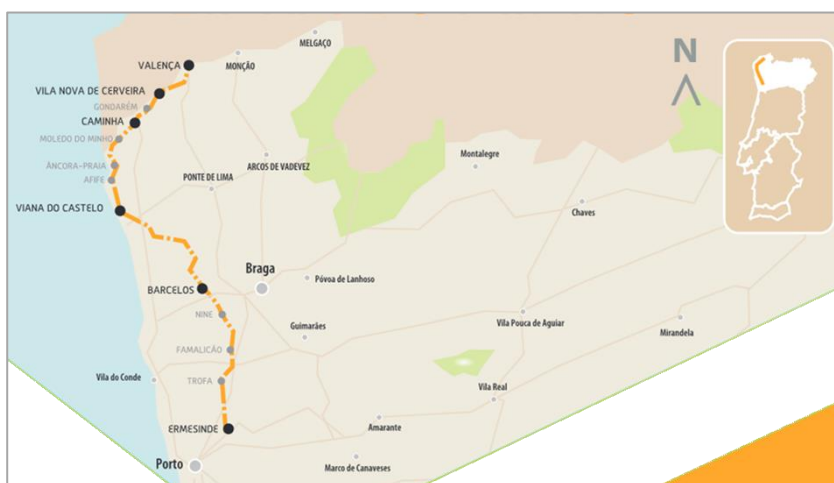 MELGAÇO
N
VALENÇA
MONÇÃO
VILA NOVA DE CERVEIRA
GONDARÉM
CAMINHA
MOLEDO DO MINHO
ÂNCORA-PRAIA
ARCOS DE VADEVEZ
Montalegre
AFIFE
PONTE DE LIMA
Chaves
VIANA DO CASTELO
Braga
Póvoa de Lanhoso
BARCELOS
NINE
Guimarães
Vila Pouca de Aguiar
Mirandela
FAMALICÃO
Vila do Conde
TROFA
Vila Real
ERMESINDE
Amarante
Porto
Marco de Canaveses